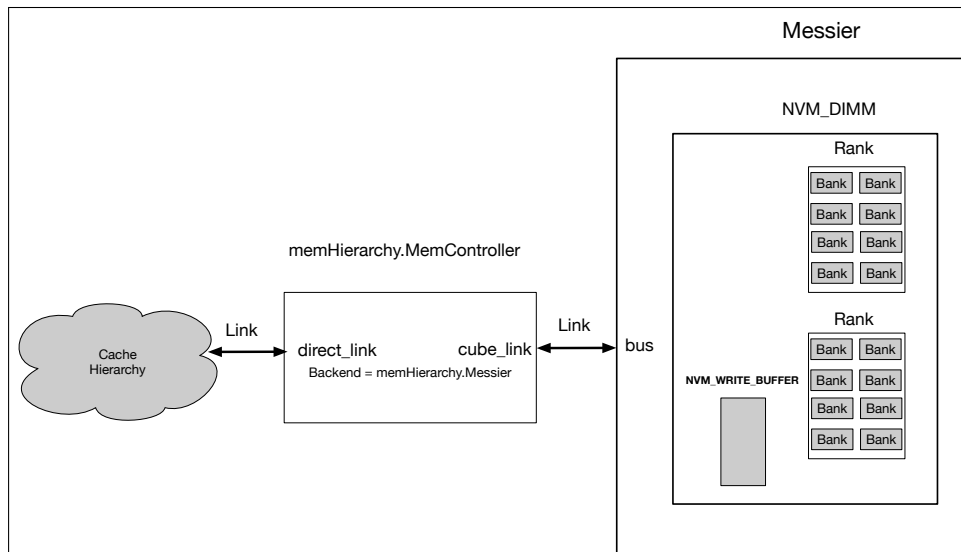 Messier
NVM_DIMM
Rank
Bank Bank
Bank Bank
Bank Bank
Bank Bank
memHierarchy.MemController
Link
Link
Rank
direct_link
cube_link
bus
Cache
Hierarchy
Backend = memHierarchy.Messier
Bank Bank
NVM_WRITE_BUFFER
Bank Bank
Bank Bank
Bank Bank